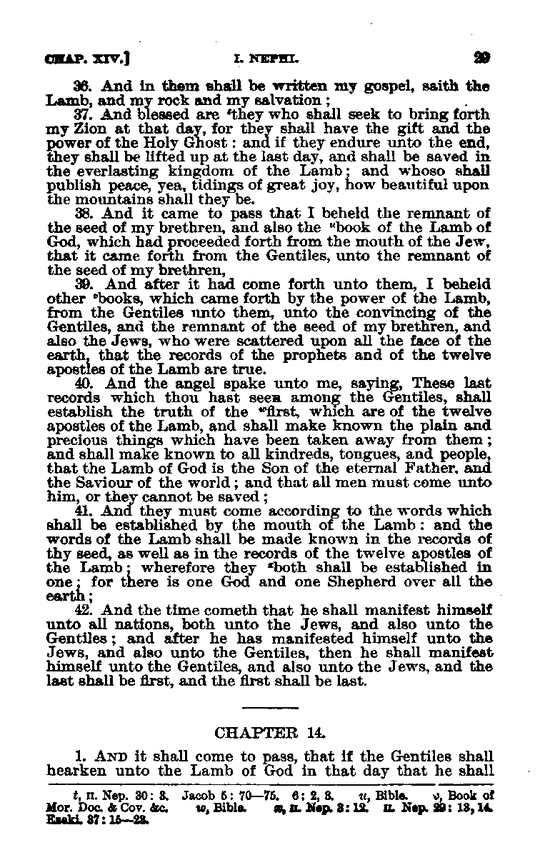 CHAP. XIV.] I. NEPHI. 29
36. And in them shall be written my gospel, saith the
Lamb, and my rock and my salvation;
37. And blessed are ᵗthey who shall seek to bring forth
my Zion at that day, for they shall have the gift and the
power of the Holy Ghost: and if they endure unto the end,
they shall be lifted up at the last day, and shall be saved in
the everlasting kingdom of the Lamb; and whoso shall
publish peace, yea, tidings of great joy, how beautiful upon
the mountains shall they be.
38. And it came to pass that I beheld the remnant of
the seed of my brethren, and also the ᵘbook of the Lamb of
God, which had proceeded forth from the mouth of the Jew,
that it came forth from the Gentiles, unto the remnant of
the seed of my brethren,
39. And after it had come forth unto them, I beheld
other ᵛbooks, which came forth by the power of the Lamb,
from the Gentiles unto them, unto the convincing of the
Gentiles, and the remnant of the seed of my brethren, and
also the Jews, who were scattered upon all the face of the
earth, that the records of the prophets and of the twelve
apostles of the Lamb are true.
40. And the angel spake unto me, saying, These last
records which thou hast seen among the Gentiles, shall
establish the truth of the ʷfirst, which are of the twelve
apostles of the Lamb, and shall make known the plain and
precious things which have been taken away from them;
and shall make known to all kindreds, tongues, and people,
that the Lamb of God is the Son of the eternal Father, and
the Saviour of the world; and that all men must come unto
him, or they cannot be saved;
41. And they must come according to the words which
shall be established by the mouth of the Lamb: and the
words of the Lamb shall be made known in the records of
thy seed, as well as in the records of the twelve apostles of
the Lamb; wherefore they ˣboth shall be established in
one; for there is one God and one Shepherd over all the
earth;
42. And the time cometh that he shall manifest himself
unto all nations, both unto the Jews, and also unto the
Gentiles; and after he has manifested himself unto the
Jews, and also unto the Gentiles, then he shall manifest
himself unto the Gentiles, and also unto the Jews, and the
last shall be first, and the first shall be last.
CHAPTER 14.
1. AND it shall come to pass, that if the Gentiles shall
hearken unto the Lamb of God in that day that he shall
t, II. Nep. 30: 3. Jacob 5: 70—75. 6: 2, 3. u, Bible. v, Book of
Mor. Doc. & Cov. &c. w, Bible. x, II. Nep. 3: 12. II. Nep. 29: 13, 14.
Ezeki. 37: 15—28.